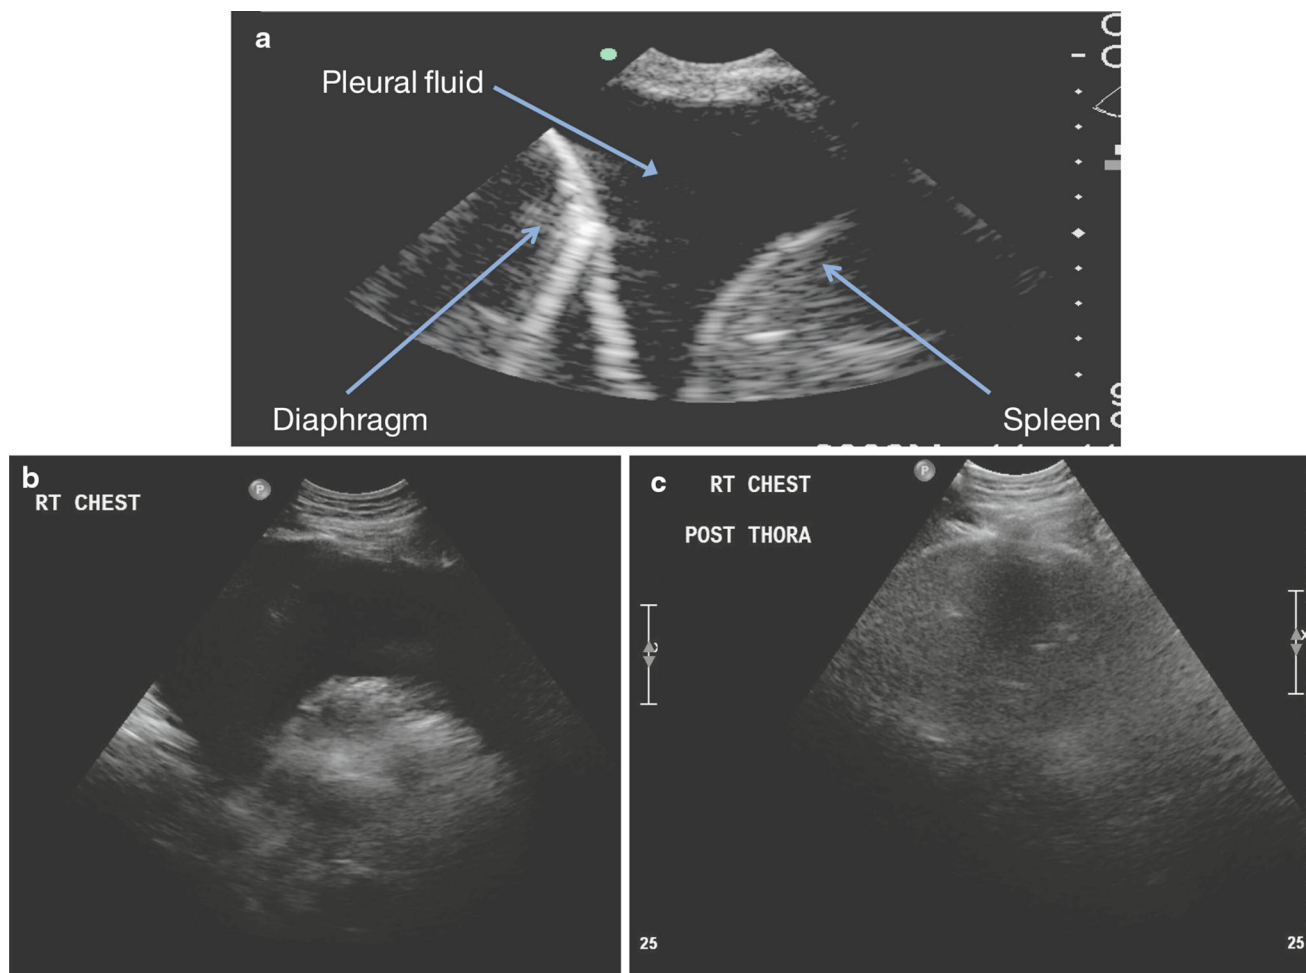 a
Pleural fluid
Diaphragm
Spleen
b
P
RT CHEST
25
c
P
RT CHEST
POST THORA
25